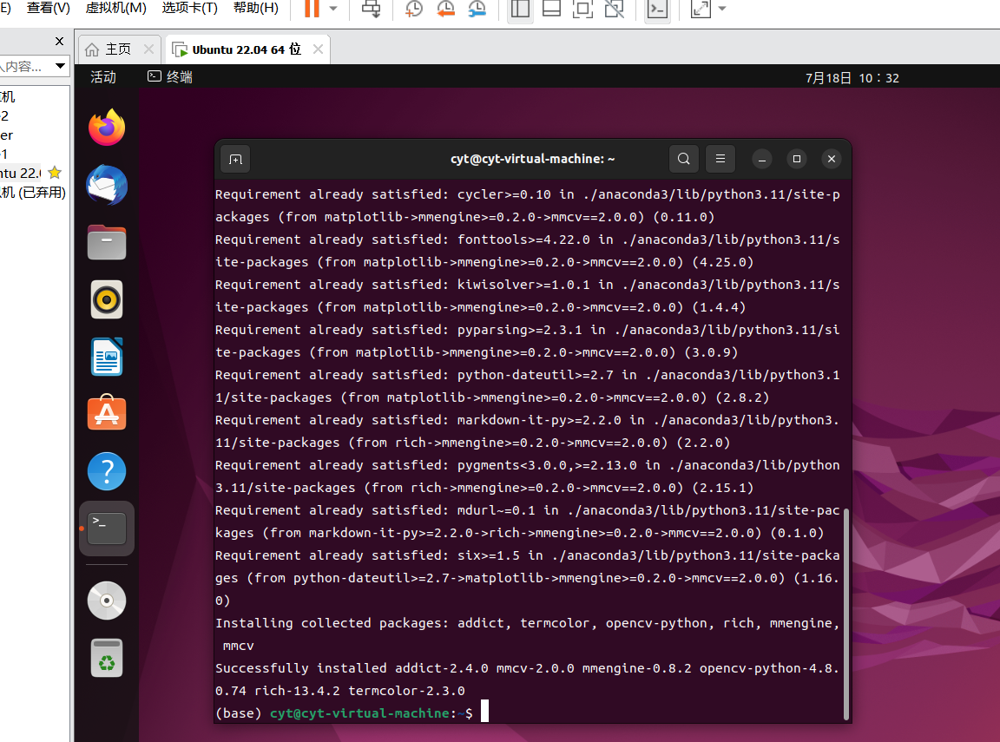 E) 查看(V) 虚拟机(M) 选项卡(T) 帮助(H)
主页
Ubuntu 22.04 64 位
入内容...
活动
终端
7月18日 10：32
机
2
er
1
ntu 22.0
机 (已弃用)
cyt@cyt-virtual-machine: ~
Requirement already satisfied: cycler>=0.10 in ./anaconda3/lib/python3.11/site-p
ackages (from matplotlib->mmengine>=0.2.0->mmcv==2.0.0) (0.11.0)
Requirement already satisfied: fonttools>=4.22.0 in ./anaconda3/lib/python3.11/s
ite-packages (from matplotlib->mmengine>=0.2.0->mmcv==2.0.0) (4.25.0)
Requirement already satisfied: kiwisolver>=1.0.1 in ./anaconda3/lib/python3.11/s
ite-packages (from matplotlib->mmengine>=0.2.0->mmcv==2.0.0) (1.4.4)
Requirement already satisfied: pyparsing>=2.3.1 in ./anaconda3/lib/python3.11/si
te-packages (from matplotlib->mmengine>=0.2.0->mmcv==2.0.0) (3.0.9)
Requirement already satisfied: python-dateutil>=2.7 in ./anaconda3/lib/python3.1
1/site-packages (from matplotlib->mmengine>=0.2.0->mmcv==2.0.0) (2.8.2)
Requirement already satisfied: markdown-it-py>=2.2.0 in ./anaconda3/lib/python3.
11/site-packages (from rich->mmengine>=0.2.0->mmcv==2.0.0) (2.2.0)
Requirement already satisfied: pygments<3.0.0,>=2.13.0 in ./anaconda3/lib/python
3.11/site-packages (from rich->mmengine>=0.2.0->mmcv==2.0.0) (2.15.1)
Requirement already satisfied: mdurl~=0.1 in ./anaconda3/lib/python3.11/site-pac
kages (from markdown-it-py>=2.2.0->rich->mmengine>=0.2.0->mmcv==2.0.0) (0.1.0)
Requirement already satisfied: six>=1.5 in ./anaconda3/lib/python3.11/site-packa
ges (from python-dateutil>=2.7->matplotlib->mmengine>=0.2.0->mmcv==2.0.0) (1.16.
0)
Installing collected packages: addict, termcolor, opencv-python, rich, mmengine,
mmcv
Successfully installed addict-2.4.0 mmcv-2.0.0 mmengine-0.8.2 opencv-python-4.8.
0.74 rich-13.4.2 termcolor-2.3.0
(base) cyt@cyt-virtual-machine:~$